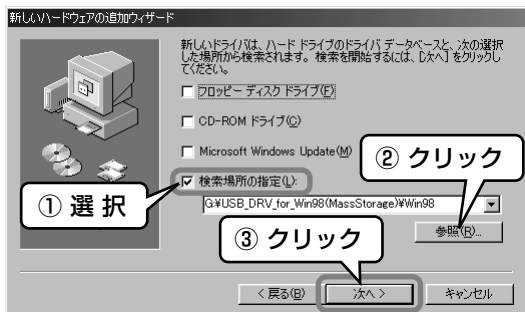 新しいハードウェアの追加ウィザード
新しいドライバは、ハード ドライブのドライバ データベースと、次の選択
した場所から検索されます。検索を開始するには、[次へ] をクリックし
てください。
フロッピー ディスク ドライブ(F)
CD-ROM ドライブ(C)
Microsoft Windows Update(M)
② クリック
検索場所の指定(L):
① 選 択
G:¥USB_DRV_for_Win98(MassStorage)¥Win98
参照(R)...
③ クリック
< 戻る(B)
次へ >
キャンセル